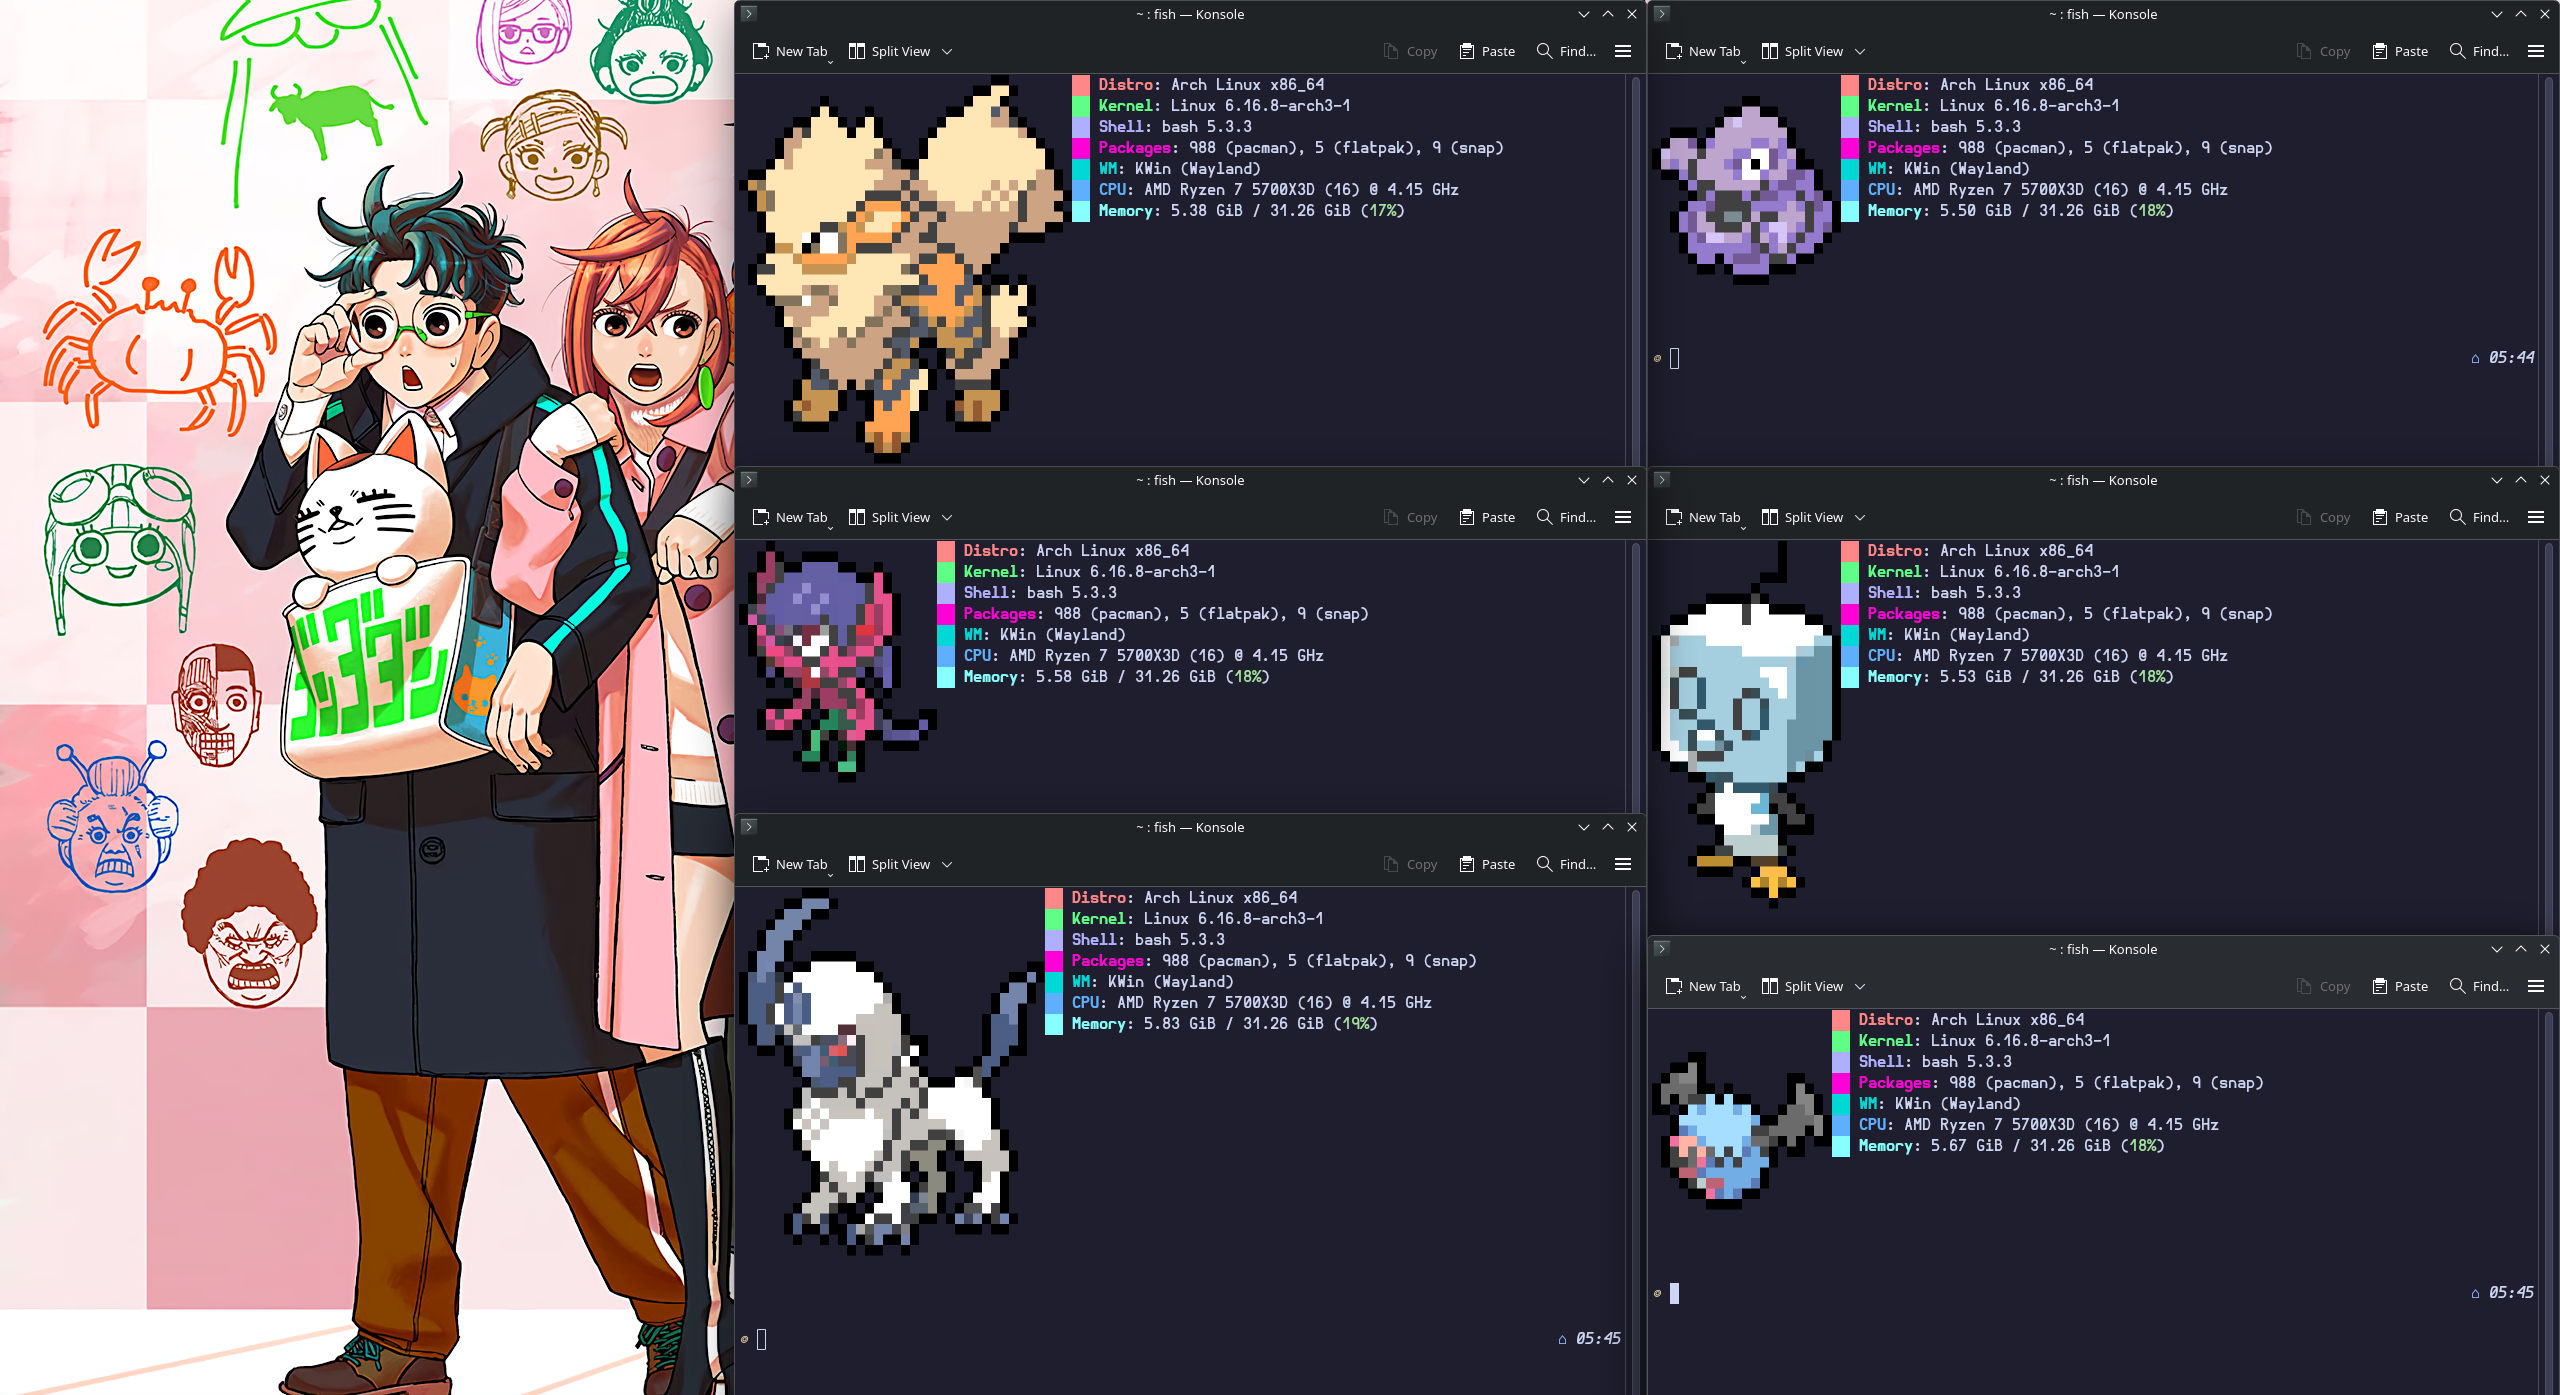 ~ : fish — Konsole
New Tab Split View Copy Paste Find...
Distro: Arch Linux x86_64
Kernel: Linux 6.16.8-arch3-1
Shell: bash 5.3.3
Packages: 988 (pacman), 5 (flatpak), 9 (snap)
WM: KWin (Wayland)
CPU: AMD Ryzen 7 5700X3D (16) @ 4.15 GHz
Memory: 5.38 GiB / 31.26 GiB (17%)
~ : fish — Konsole
New Tab Split View Copy Paste Find...
Distro: Arch Linux x86_64
Kernel: Linux 6.16.8-arch3-1
Shell: bash 5.3.3
Packages: 988 (pacman), 5 (flatpak), 9 (snap)
WM: KWin (Wayland)
CPU: AMD Ryzen 7 5700X3D (16) @ 4.15 GHz
Memory: 5.50 GiB / 31.26 GiB (18%)
05:44
~ : fish — Konsole
New Tab Split View Copy Paste Find...
Distro: Arch Linux x86_64
Kernel: Linux 6.16.8-arch3-1
Shell: bash 5.3.3
Packages: 988 (pacman), 5 (flatpak), 9 (snap)
WM: KWin (Wayland)
CPU: AMD Ryzen 7 5700X3D (16) @ 4.15 GHz
Memory: 5.58 GiB / 31.26 GiB (18%)
~ : fish — Konsole
New Tab Split View Copy Paste Find...
Distro: Arch Linux x86_64
Kernel: Linux 6.16.8-arch3-1
Shell: bash 5.3.3
Packages: 988 (pacman), 5 (flatpak), 9 (snap)
WM: KWin (Wayland)
CPU: AMD Ryzen 7 5700X3D (16) @ 4.15 GHz
Memory: 5.53 GiB / 31.26 GiB (18%)
~ : fish — Konsole
New Tab Split View Copy Paste Find...
Distro: Arch Linux x86_64
Kernel: Linux 6.16.8-arch3-1
Shell: bash 5.3.3
Packages: 988 (pacman), 5 (flatpak), 9 (snap)
WM: KWin (Wayland)
CPU: AMD Ryzen 7 5700X3D (16) @ 4.15 GHz
Memory: 5.83 GiB / 31.26 GiB (19%)
05:45
~ : fish — Konsole
New Tab Split View Copy Paste Find...
Distro: Arch Linux x86_64
Kernel: Linux 6.16.8-arch3-1
Shell: bash 5.3.3
Packages: 988 (pacman), 5 (flatpak), 9 (snap)
WM: KWin (Wayland)
CPU: AMD Ryzen 7 5700X3D (16) @ 4.15 GHz
Memory: 5.67 GiB / 31.26 GiB (18%)
05:45